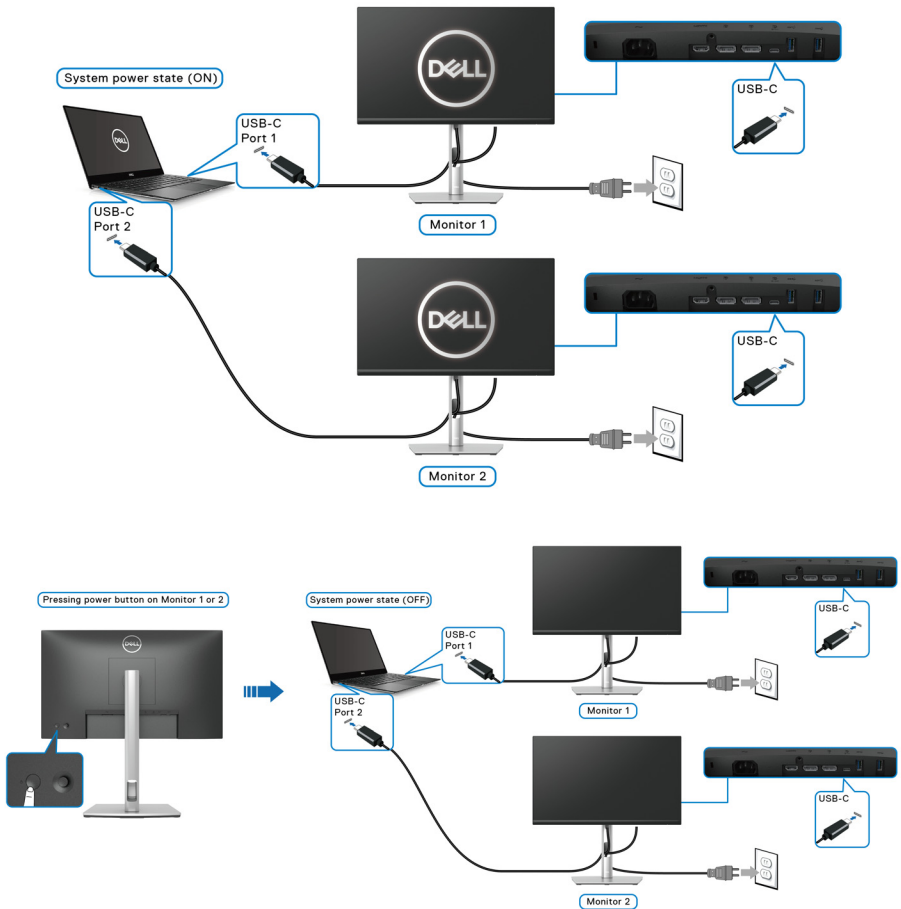 System power state (ON)
DELL
USB-C
Port 1
DELL
USB-C
Monitor 1
USB-C
Port 2
DELL
USB-C
Monitor 2
Pressing power button on Monitor 1 or 2
System power state (OFF)
DELL
USB-C
Port 1
USB-C
USB-C
Port 2
Monitor 1
USB-C
Monitor 2